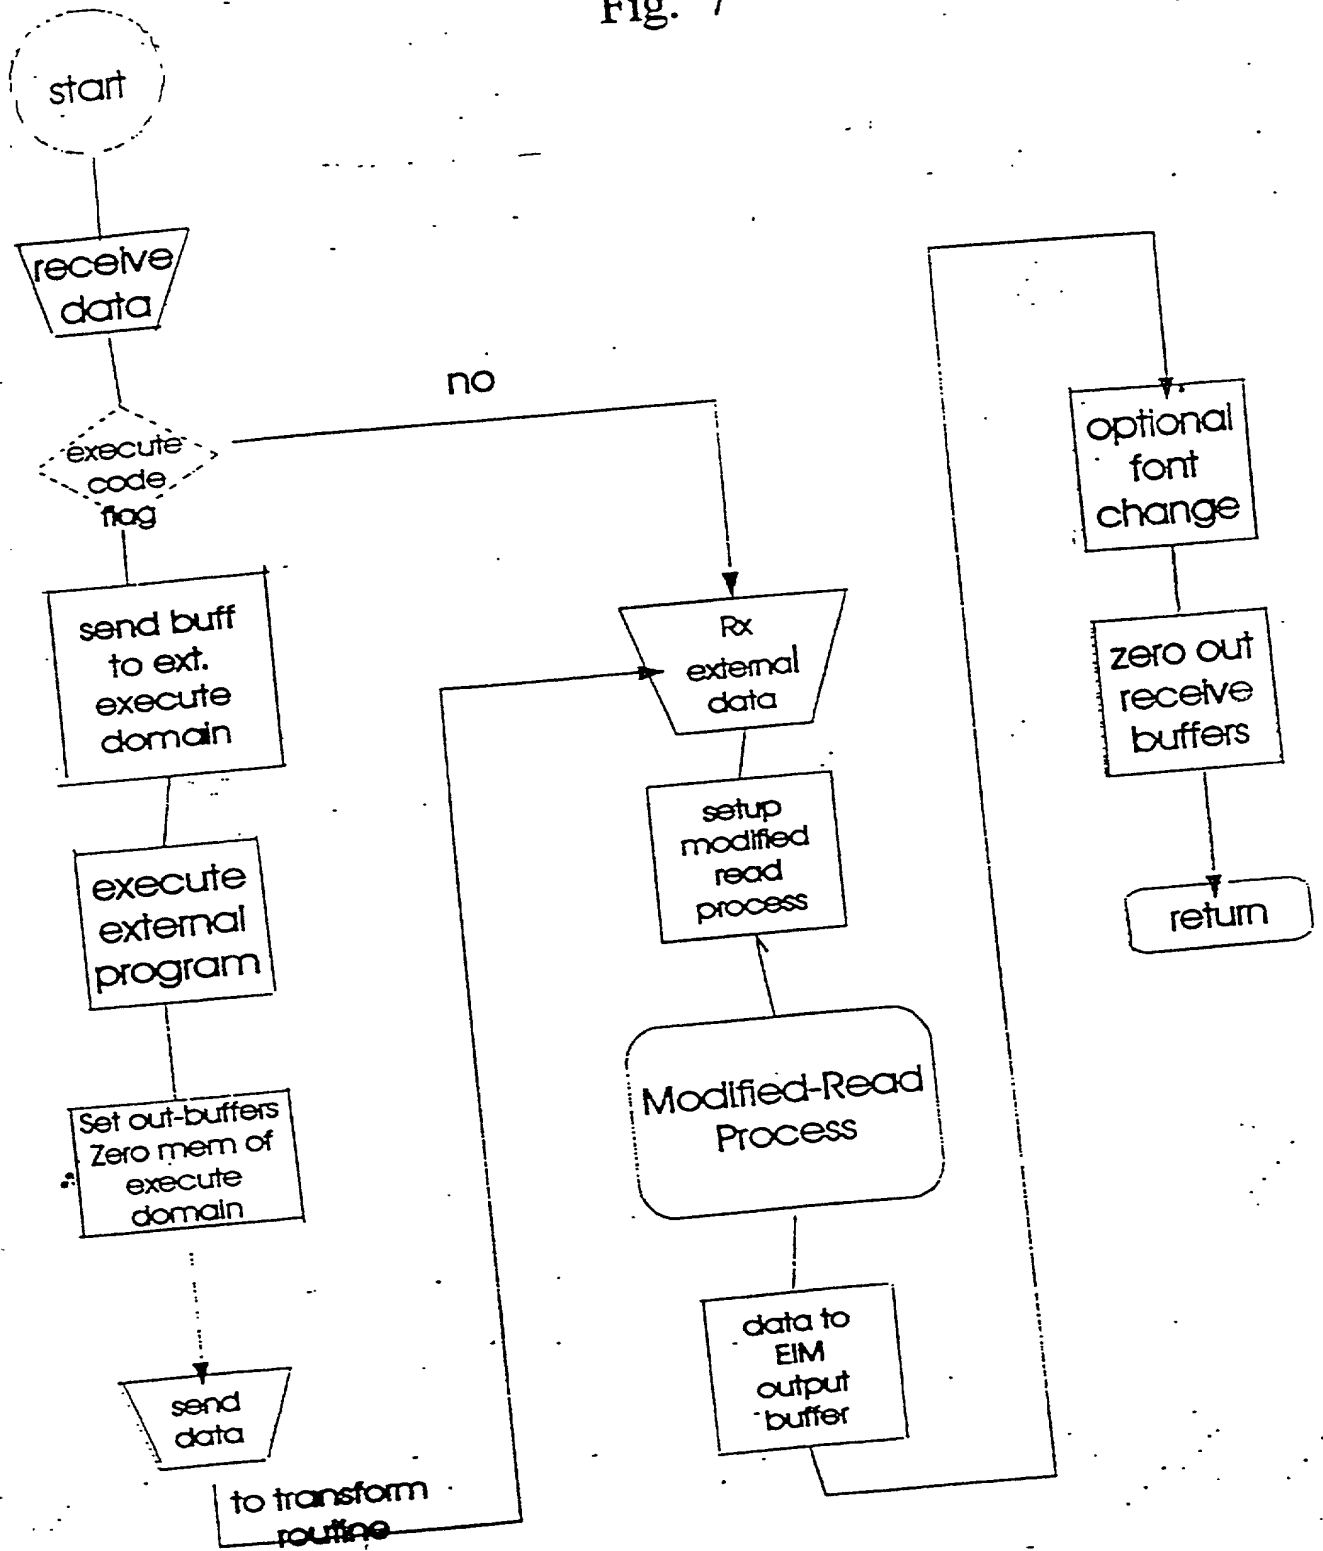 Fig. 7
start
receive
data
execute
code
flag
no
send buff
to ext.
execute
domain
execute
external
program
Set out-buffers
Zero mem of
execute
domain
send
data
to transform
routine
Rx
external
data
setup
modified
read
process
Modified-Read
Process
data to
EIM
output
buffer
optional
font
change
zero out
receive
buffers
return